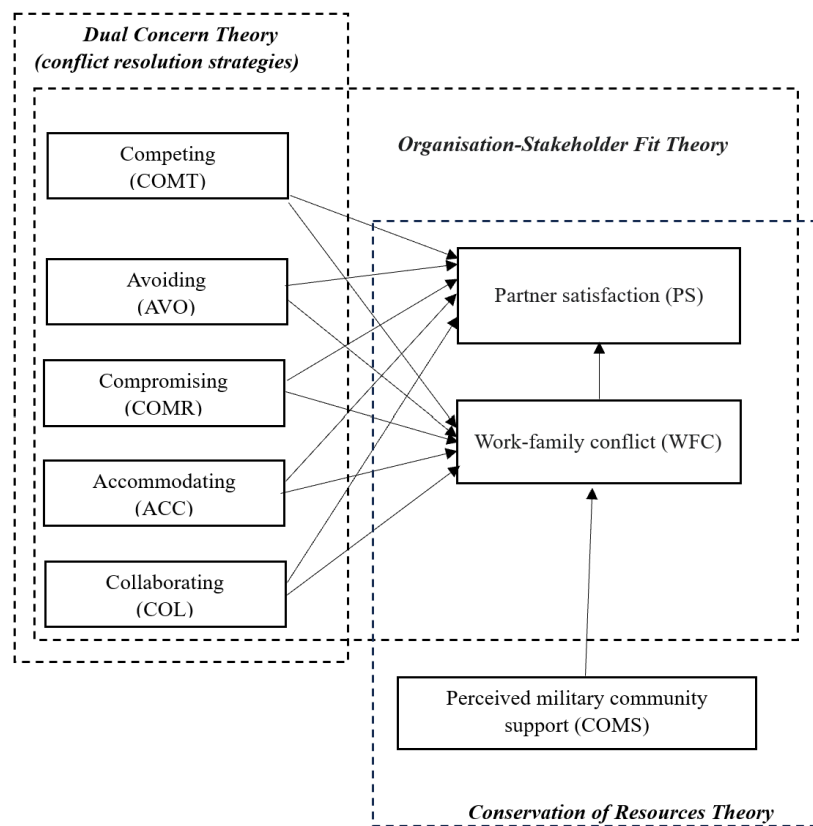 Dual Concern Theory
(conflict resolution strategies)
Organisation-Stakeholder Fit Theory
Competing
(COMT)
Avoiding
(AVO)
Compromising
(COMR)
Accommodating
(ACC)
Collaborating
(COL)
Partner satisfaction (PS)
Work-family conflict (WFC)
Perceived military community
support (COMS)
Conservation of Resources Theory